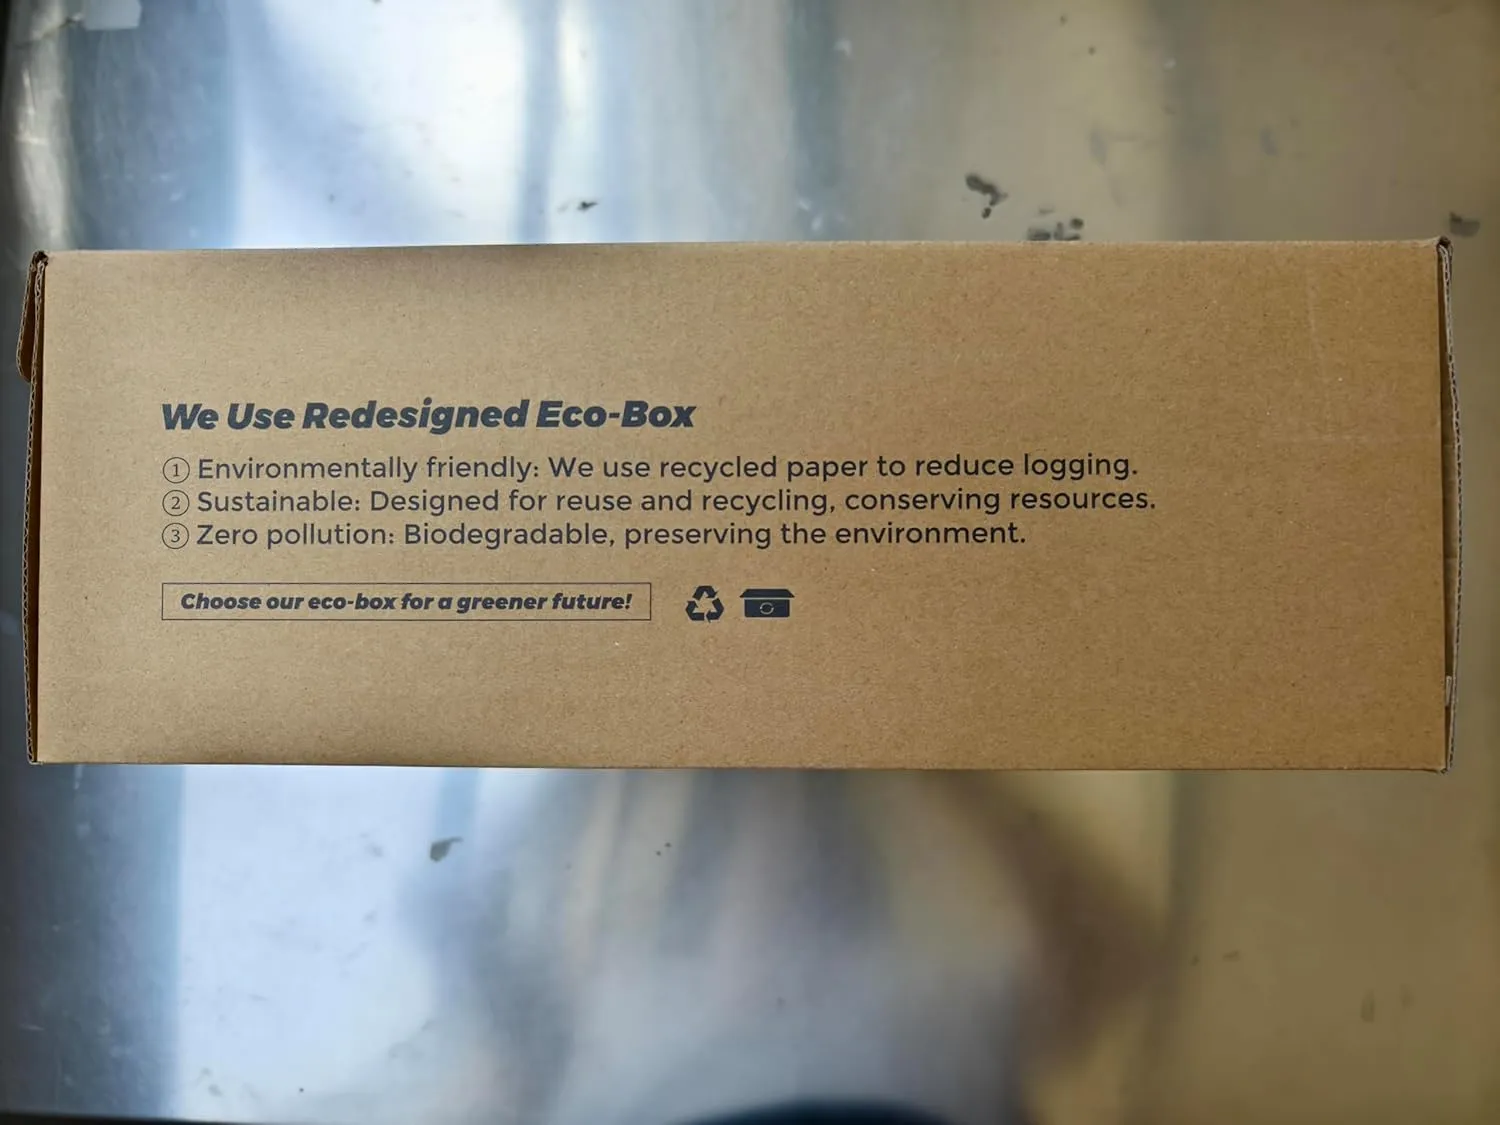 We Use Redesigned Eco-Box
① Environmentally friendly: We use recycled paper to reduce logging.
② Sustainable: Designed for reuse and recycling, conserving resources.
③ Zero pollution: Biodegradable, preserving the environment.
Choose our eco-box for a greener future!